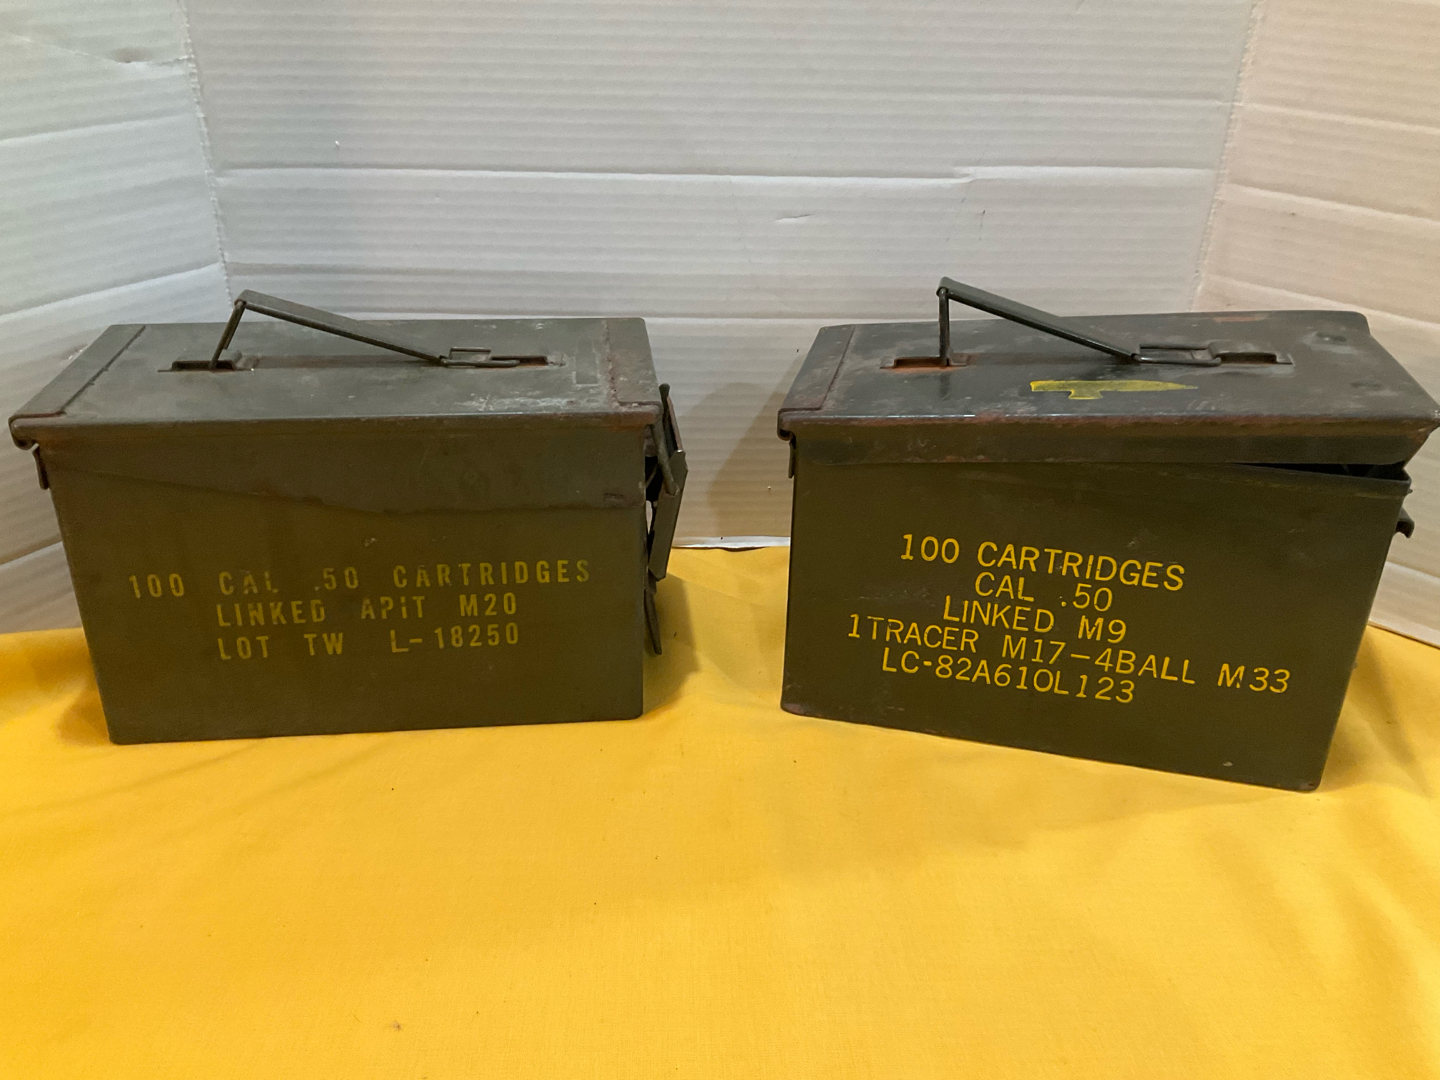 100 CAL .50 CARTRIDGES
LINKED APIT M20
LOT TW L-18250
100 CARTRIDGES
CAL .50
LINKED M9
1TRACER M17-4BALL M33
LC-82A610L123